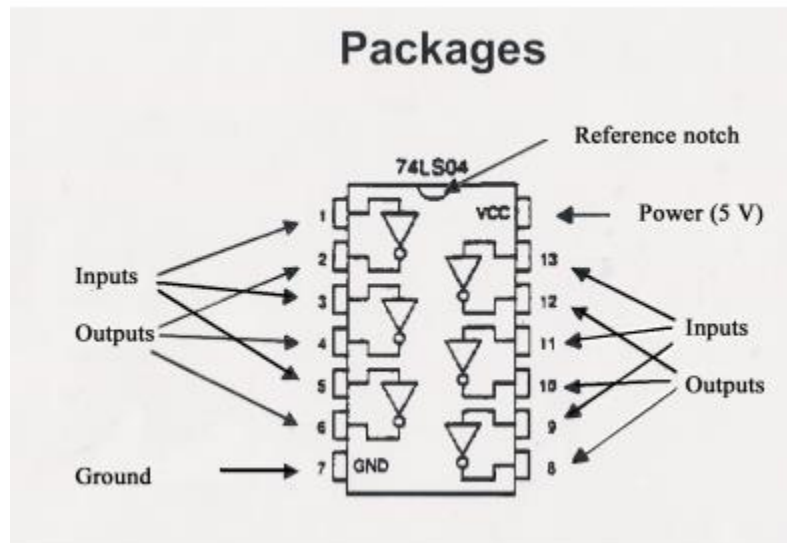 Packages
Reference notch
74LS04
1
VCC
Power (5 V)
2
13
Inputs
3
12
Outputs
4
11
Inputs
5
10
Outputs
6
9
Ground
7
GND
8